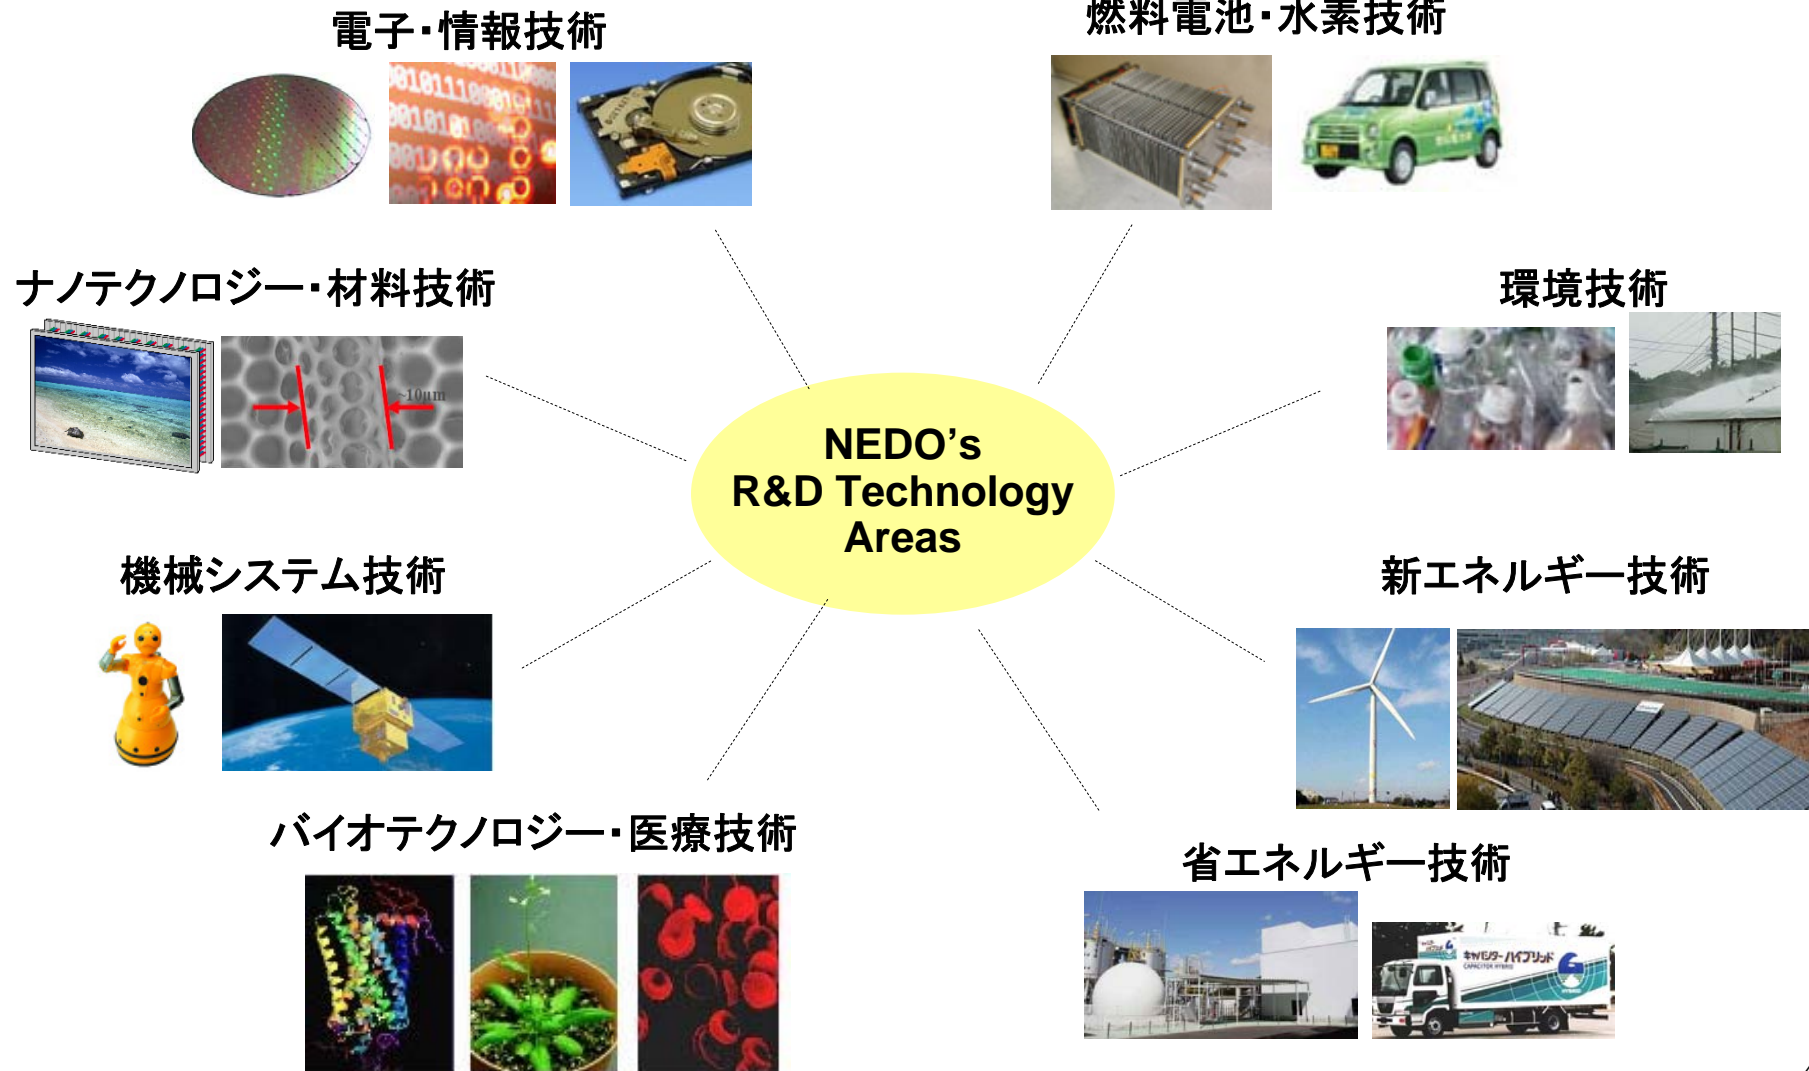 電子・情報技術
燃料電池・水素技術
ナノテクノロジー・材料技術
~10μm
環境技術
NEDO’s
R&D Technology
Areas
機械システム技術
新エネルギー技術
バイオテクノロジー・医療技術
省エネルギー技術
キャパシター ハイブリッド
CAPACITOR HYBRID
HYBRID